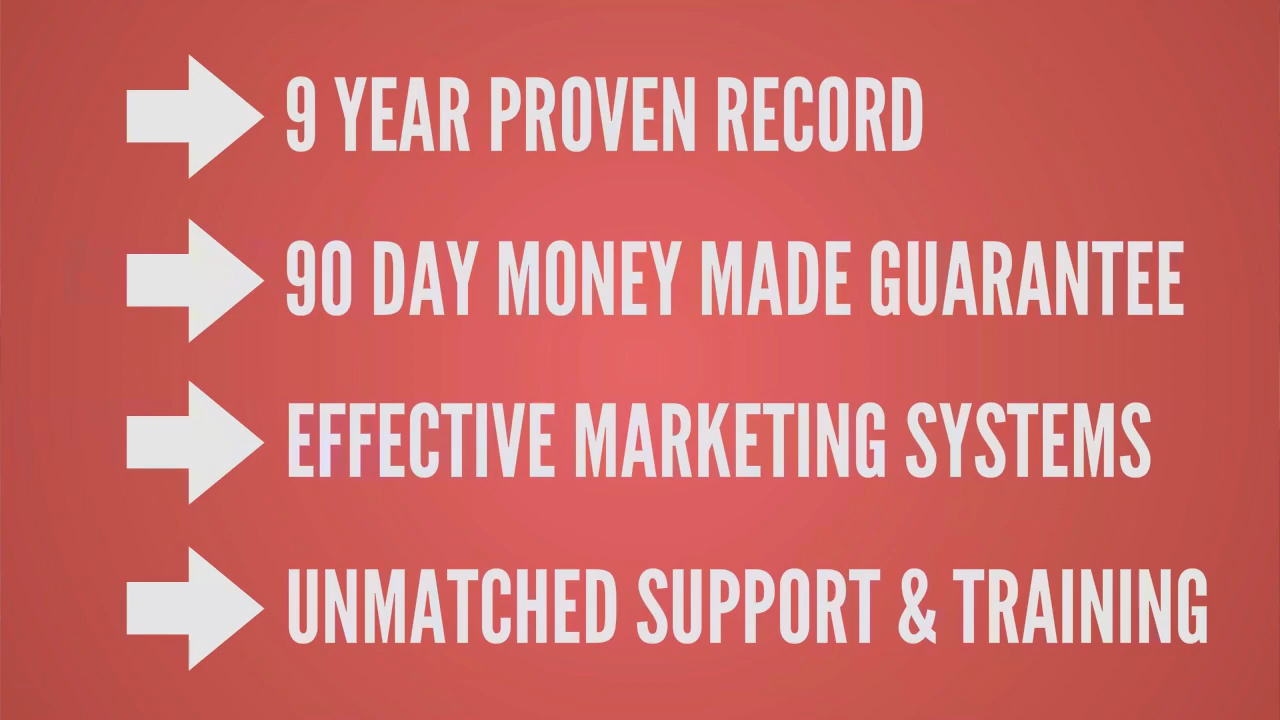 9 YEAR PROVEN RECORD
90 DAY MONEY MADE GUARANTEE
EFFECTIVE MARKETING SYSTEMS
UNMATCHED SUPPORT & TRAINING